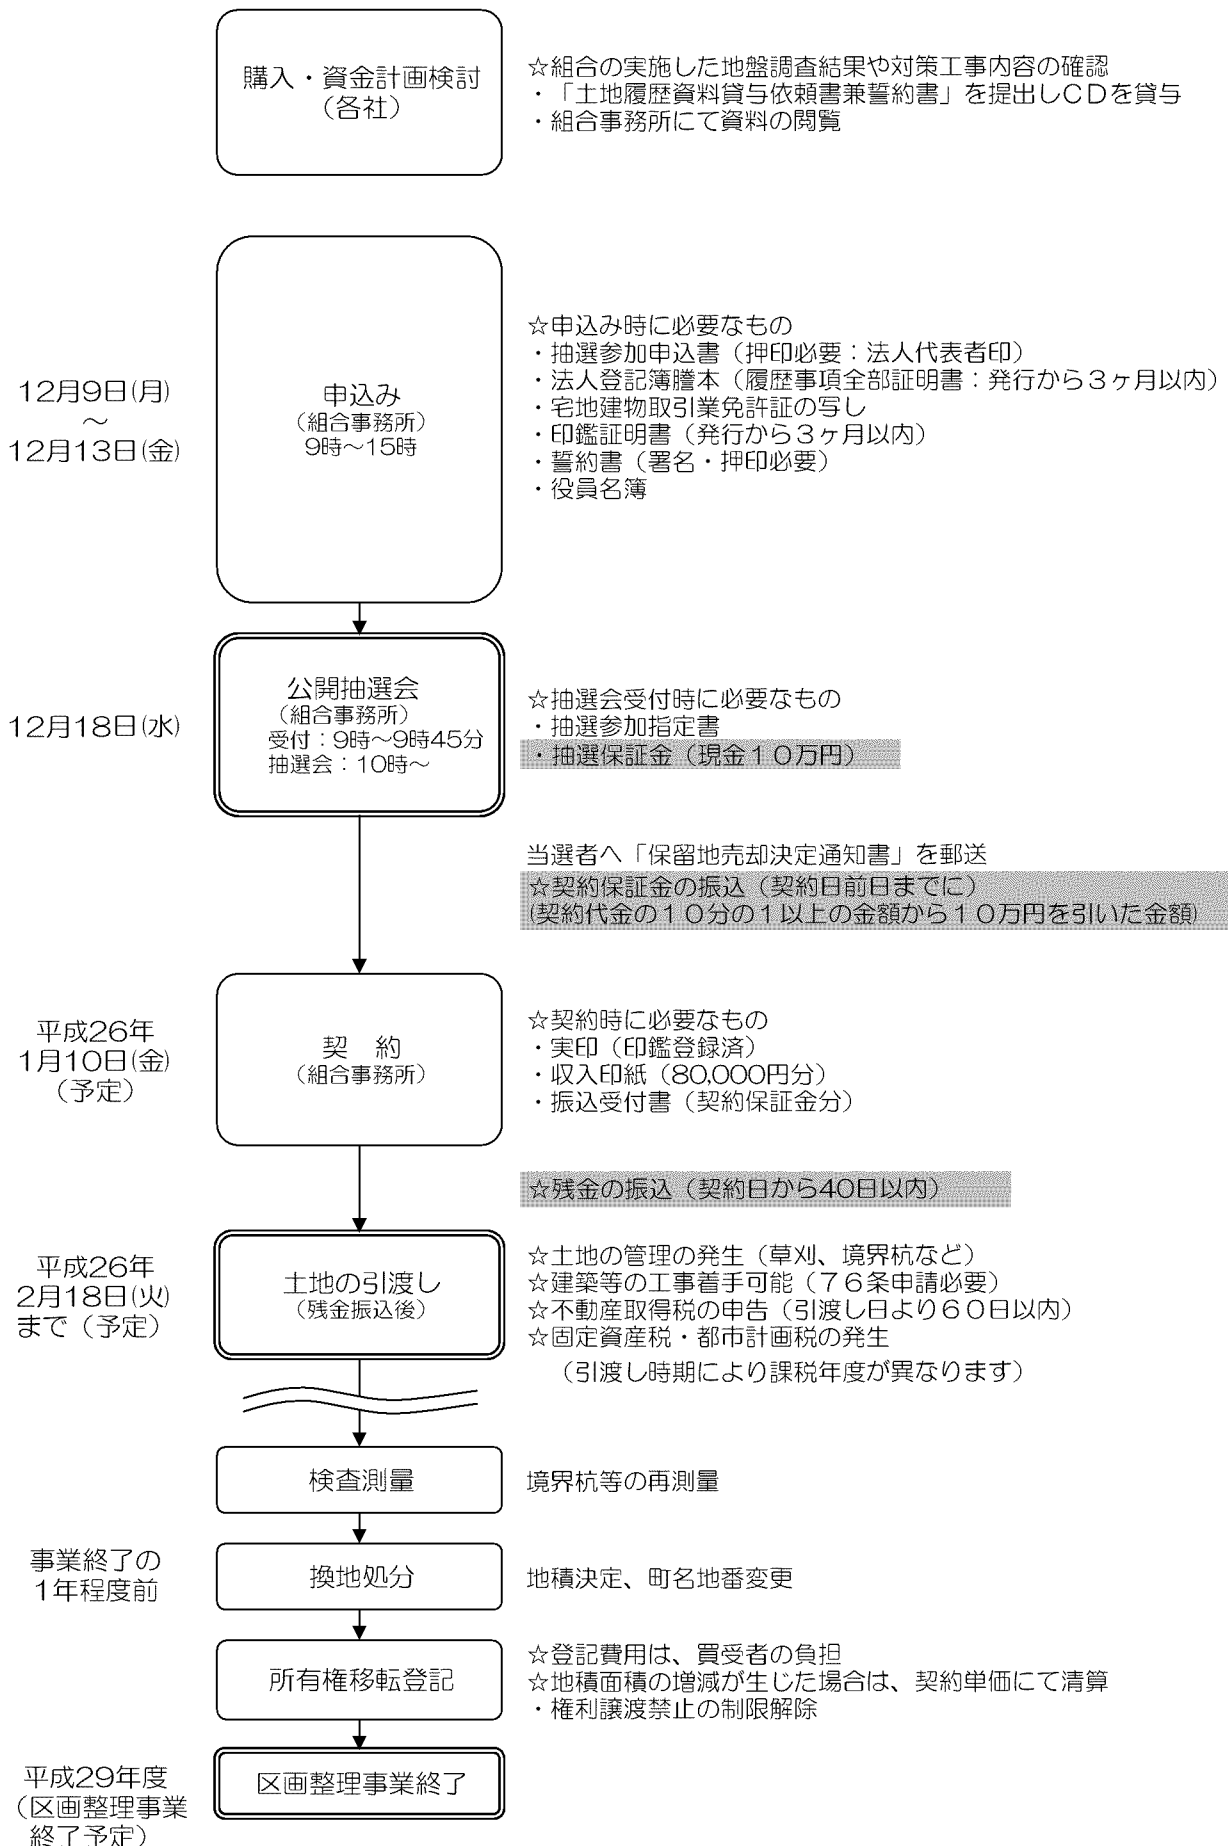 購入・資金計画検討
(各社)
☆組合の実施した地盤調査結果や対策工事内容の確認
・「土地履歴資料貸与依頼書兼誓約書」を提出しCDを貸与
・組合事務所にて資料の閲覧
12月9日(月)
～
12月13日(金)
申込み
(組合事務所)
9時～15時
☆申込み時に必要なもの
・抽選参加申込書（押印必要：法人代表者印）
・法人登記簿謄本（履歴事項全部証明書：発行から3ヶ月以内）
・宅地建物取引業免許証の写し
・印鑑証明書（発行から3ヶ月以内）
・誓約書（署名・押印必要）
・役員名簿
12月18日(水)
公開抽選会
(組合事務所)
受付：9時～9時45分
抽選会：10時～
☆抽選会受付時に必要なもの
・抽選参加指定書
・抽選保証金（現金10万円）
当選者へ「保留地売却決定通知書」を郵送
☆契約保証金の振込（契約日前日までに）
(契約代金の10分の1以上の金額から10万円を引いた金額)
平成26年
1月10日(金)
（予定）
契　約
(組合事務所)
☆契約時に必要なもの
・実印（印鑑登録済）
・収入印紙（80,000円分）
・振込受付書（契約保証金分）
☆残金の振込（契約日から40日以内）
平成26年
2月18日(火)
まで（予定）
土地の引渡し
(残金振込後)
☆土地の管理の発生（草刈、境界杭など）
☆建築等の工事着手可能（76条申請必要）
☆不動産取得税の申告（引渡し日より60日以内）
☆固定資産税・都市計画税の発生
（引渡し時期により課税年度が異なります）
検査測量
境界杭等の再測量
事業終了の
1年程度前
換地処分
地積決定、町名地番変更
所有権移転登記
☆登記費用は、買受者の負担
☆地積面積の増減が生じた場合は、契約単価にて清算
・権利譲渡禁止の制限解除
平成29年度
（区画整理事業
終了予定）
区画整理事業終了